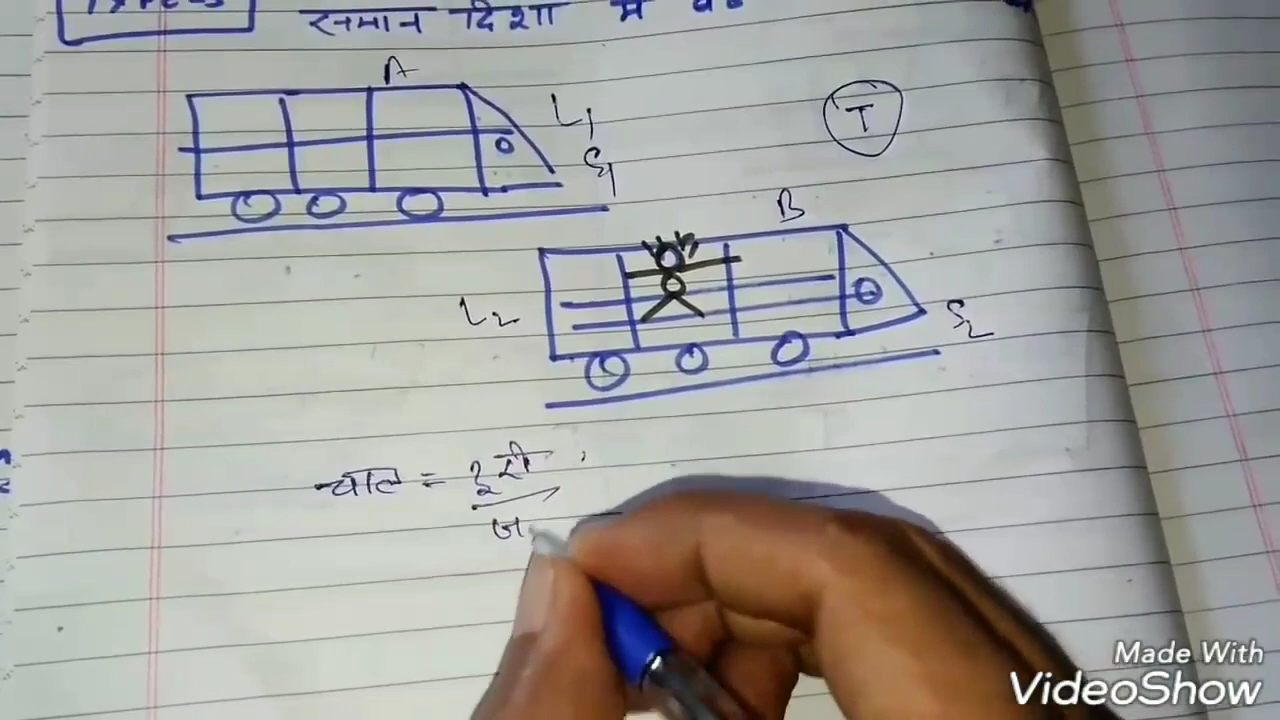 समान दिशा में
A
L1
S1
T
B
L2
S2
चाल = दूरी
Made With
VideoShow